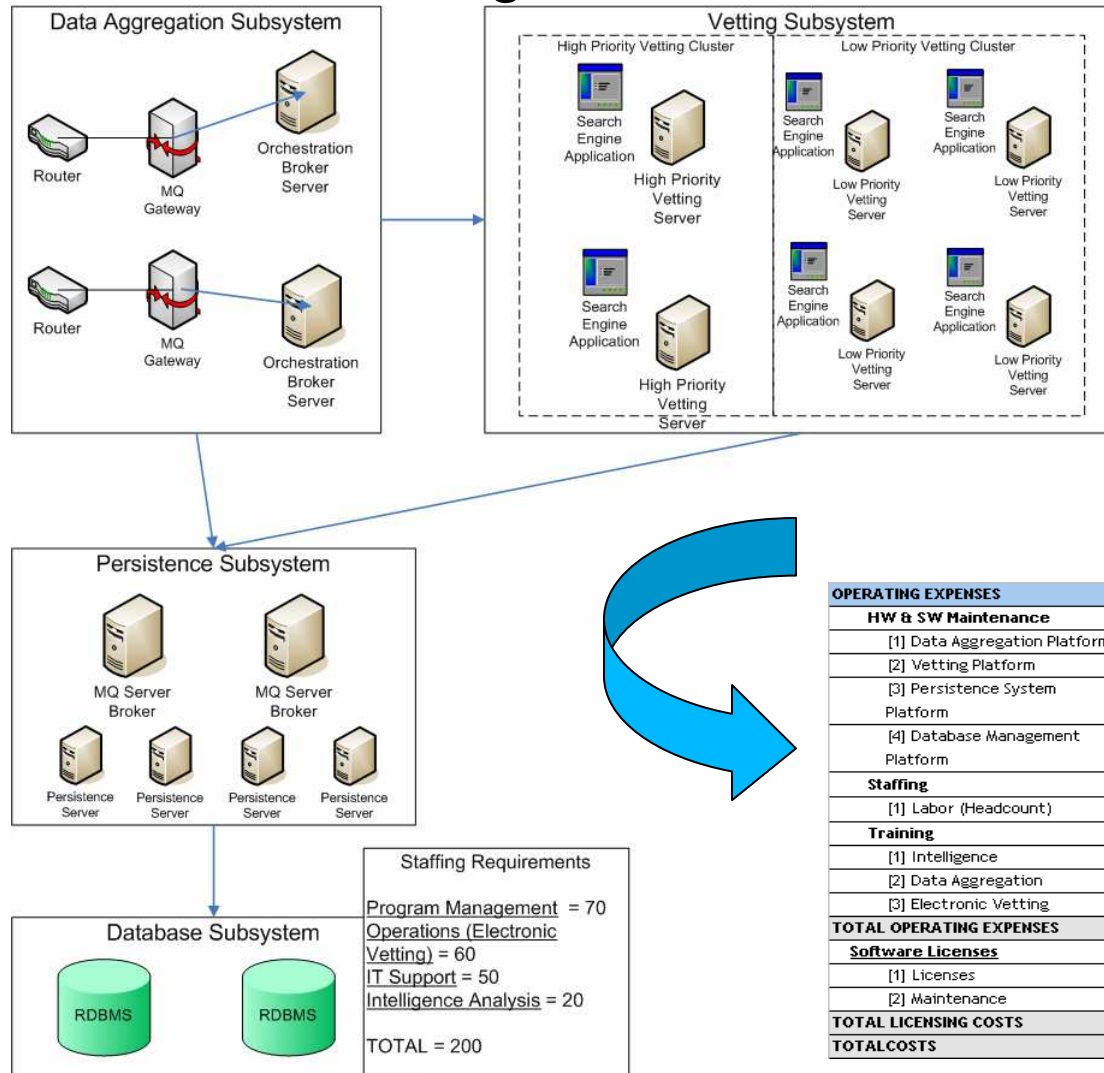 Data Aggregation Subsystem
Router
MQ
Gateway
Orchestration
Broker
Server
Router
MQ
Gateway
Orchestration
Broker
Server
Vetting Subsystem
High Priority Vetting Cluster
Search
Engine
Application
High Priority
Vetting
Server
Search
Engine
Application
High Priority
Vetting
Server
Low Priority Vetting Cluster
Search
Engine
Application
Low Priority
Vetting
Server
Search
Engine
Application
Low Priority
Vetting
Server
Search
Engine
Application
Low Priority
Vetting
Server
Search
Engine
Application
Low Priority
Vetting
Server
Persistence Subsystem
MQ Server
Broker
MQ Server
Broker
Persistence
Server
Persistence
Server
Persistence
Server
Persistence
Server
Database Subsystem
RDBMS
RDBMS
Staffing Requirements
Program Management = 70
Operations (Electronic
Vetting) = 60
IT Support = 50
Intelligence Analysis = 20
TOTAL = 200
OPERATING EXPENSES
HW & SW Maintenance
[1] Data Aggregation Platform
[2] Vetting Platform
[3] Persistence System
Platform
[4] Database Management
Platform
Staffing
[1] Labor (Headcount)
Training
[1] Intelligence
[2] Data Aggregation
[3] Electronic Vetting
TOTAL OPERATING EXPENSES
Software Licenses
[1] Licenses
[2] Maintenance
TOTAL LICENSING COSTS
TOTALCOSTS